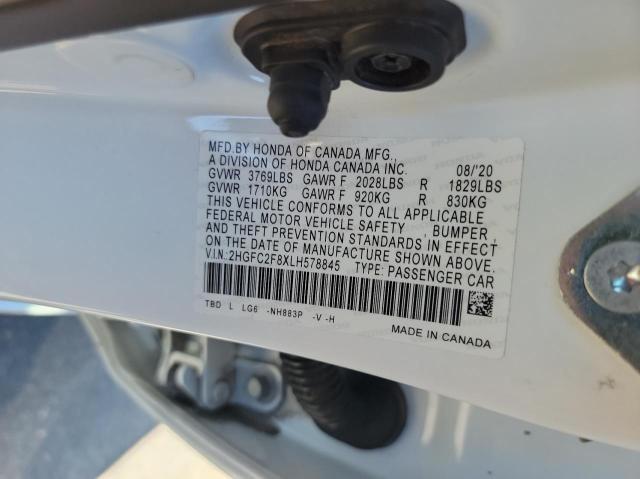 MFD.BY HONDA OF CANADA MFG.,
A DIVISION OF HONDA CANADA INC. 08/'20
GVWR 3769LBS GAWR F 2028LBS R 1829LBS
GVWR 1710KG GAWR F 920KG R 830KG
THIS VEHICLE CONFORMS TO ALL APPLICABLE
FEDERAL MOTOR VEHICLE SAFETY , BUMPER
AND THEFT PREVENTION STANDARDS IN EFFECT
ON THE DATE OF MANUFACTURE SHOWN ABOVE.
V.I.N.:2HGFC2F8XLH578845 TYPE: PASSENGER CAR
TBD L LG6 -NH883P -V -H
MADE IN CANADA